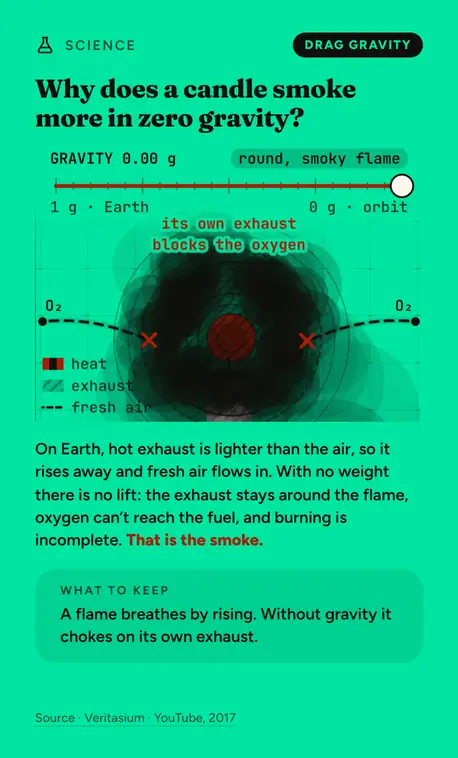 SCIENCE
DRAG GRAVITY
Why does a candle smoke
more in zero gravity?
GRAVITY 0.00 g
round, smoky flame
1 g · Earth
0 g · orbit
its own exhaust
blocks the oxygen
O₂
O₂
heat
exhaust
fresh air
On Earth, hot exhaust is lighter than the air, so it
rises away and fresh air flows in. With no weight
there is no lift: the exhaust stays around the flame,
oxygen can’t reach the fuel, and burning is
incomplete. That is the smoke.
WHAT TO KEEP
A flame breathes by rising. Without gravity it
chokes on its own exhaust.
Source · Veritasium · YouTube, 2017